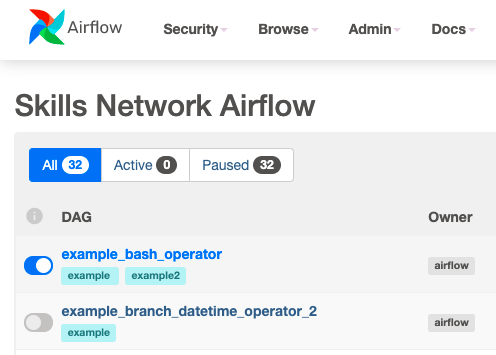 Airflow Security Browse Admin Docs
Skills Network Airflow
All 32 Active 0 Paused 32
i DAG Owner
example_bash_operator airflow
example example2
example_branch_datetime_operator_2 airflow
example